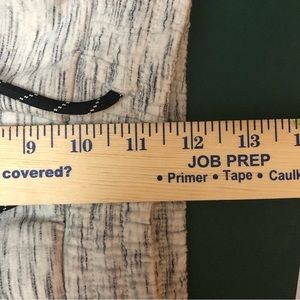 9 10 11 12 13
covered? JOB PREP
• Primer • Tape • Caulk